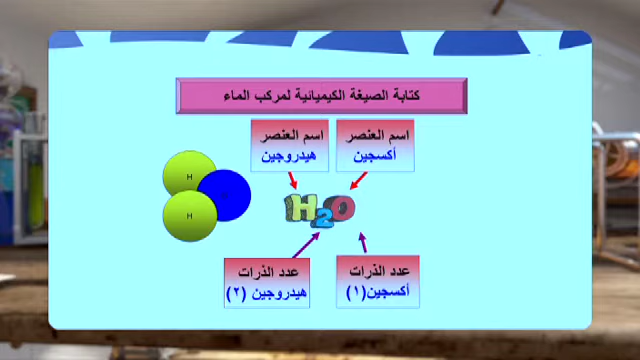 كتابة الصيغة الكيميائية لمركب الماء
اسم العنصر
أكسجين
اسم العنصر
هيدروجين
H
H
H2O
عدد الذرات
أكسجين(١)
عدد الذرات
هيدروجين (٢)